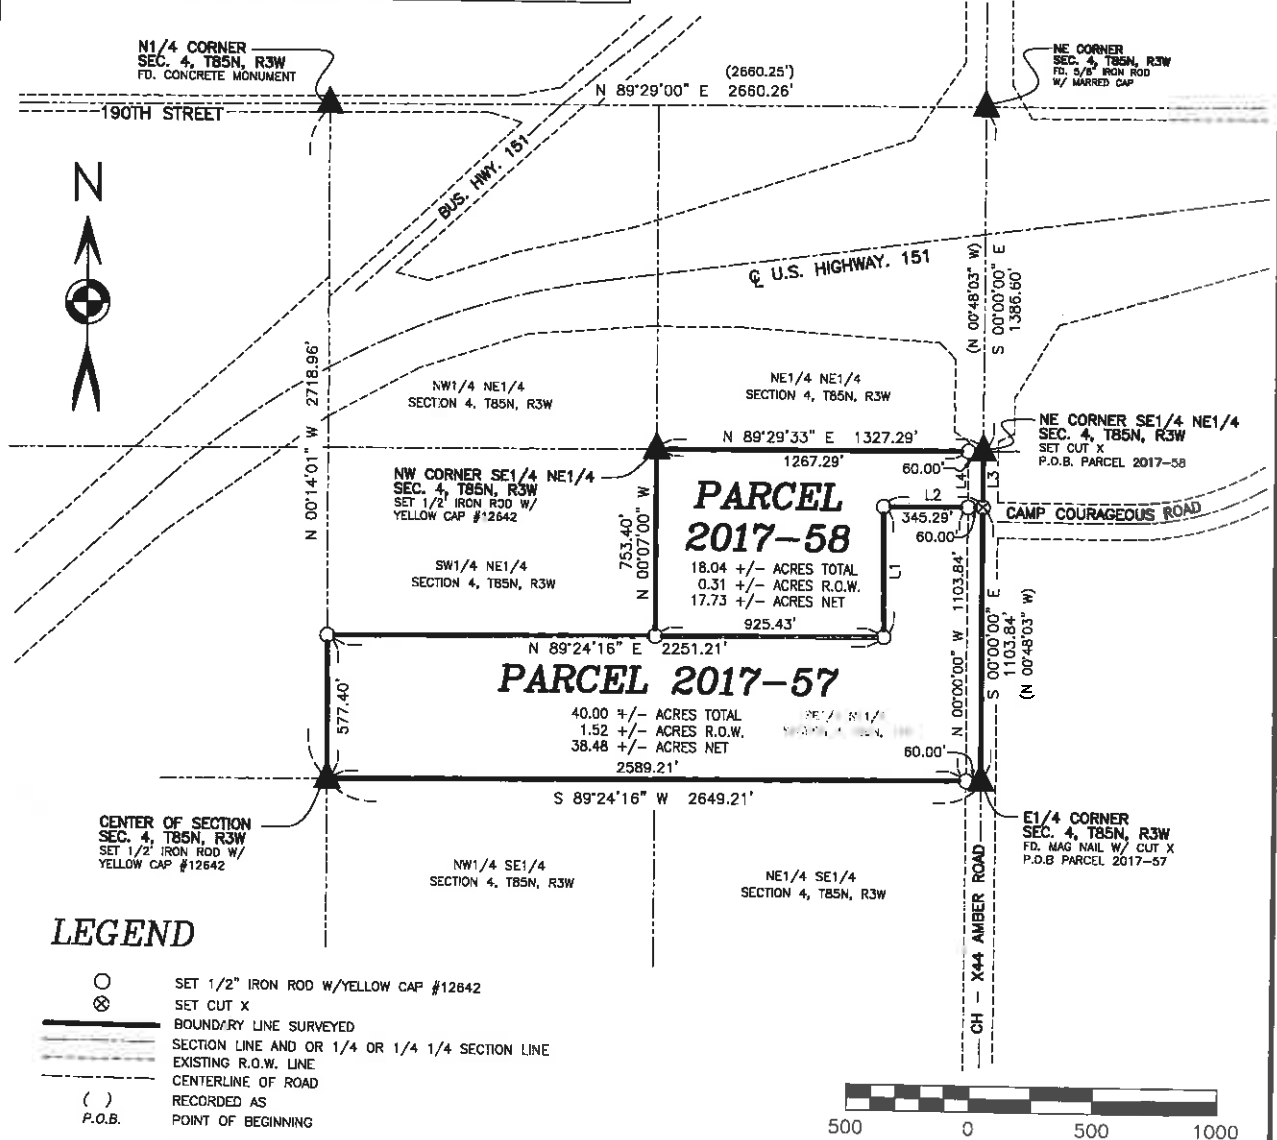 N1/4 CORNER
SEC. 4, T85N, R3W
FD. CONCRETE MONUMENT
190TH STREET
BUS. HWY. 151
(2660.25')
N 89°29'00" E 2660.26'
NE CORNER
SEC. 4, T85N, R3W
FD. 5/8" IRON ROD
W/ MARRED CAP
N
℄ U.S. HIGHWAY. 151
(N 00°48'03" W)
S 00°00'00" E
1386.60'
N 00°14'01" W 2718.96'
NW1/4 NE1/4
SECTION 4, T85N, R3W
NE1/4 NE1/4
SECTION 4, T85N, R3W
NE CORNER SE1/4 NE1/4
SEC. 4, T85N, R3W
SET CUT X
P.O.B. PARCEL 2017-58
N 89°29'33" E 1327.29'
1267.29'
60.00'
L4
L3
NW CORNER SE1/4 NE1/4
SEC. 4, T85N, R3W
SET 1/2" IRON ROD W/
YELLOW CAP #12642
753.40'
N 00°07'00" W
PARCEL
2017-58
18.04 +/- ACRES TOTAL
0.31 +/- ACRES R.O.W.
17.73 +/- ACRES NET
L2
345.29'
60.00'
L1
CAMP COURAGEOUS ROAD
SW1/4 NE1/4
SECTION 4, T85N, R3W
925.43'
N 89°24'16" E 2251.21'
N 00°00'00" W 1103.84'
S 00°00'00" E
1103.84'
(N 00°48'03" W)
577.40'
PARCEL 2017-57
40.00 +/- ACRES TOTAL
1.52 +/- ACRES R.O.W.
38.48 +/- ACRES NET
60.00'
2589.21'
S 89°24'16" W 2649.21'
CENTER OF SECTION
SEC. 4, T85N, R3W
SET 1/2" IRON ROD W/
YELLOW CAP #12642
E1/4 CORNER
SEC. 4, T85N, R3W
FD. MAG NAIL W/ CUT X
P.O.B PARCEL 2017-57
NW1/4 SE1/4
SECTION 4, T85N, R3W
NE1/4 SE1/4
SECTION 4, T85N, R3W
CH - X44 AMBER ROAD
LEGEND
SET 1/2" IRON ROD W/YELLOW CAP #12642
SET CUT X
BOUNDARY LINE SURVEYED
SECTION LINE AND OR 1/4 OR 1/4 1/4 SECTION LINE
EXISTING R.O.W. LINE
CENTERLINE OF ROAD
( ) RECORDED AS
P.O.B. POINT OF BEGINNING
500 0 500 1000